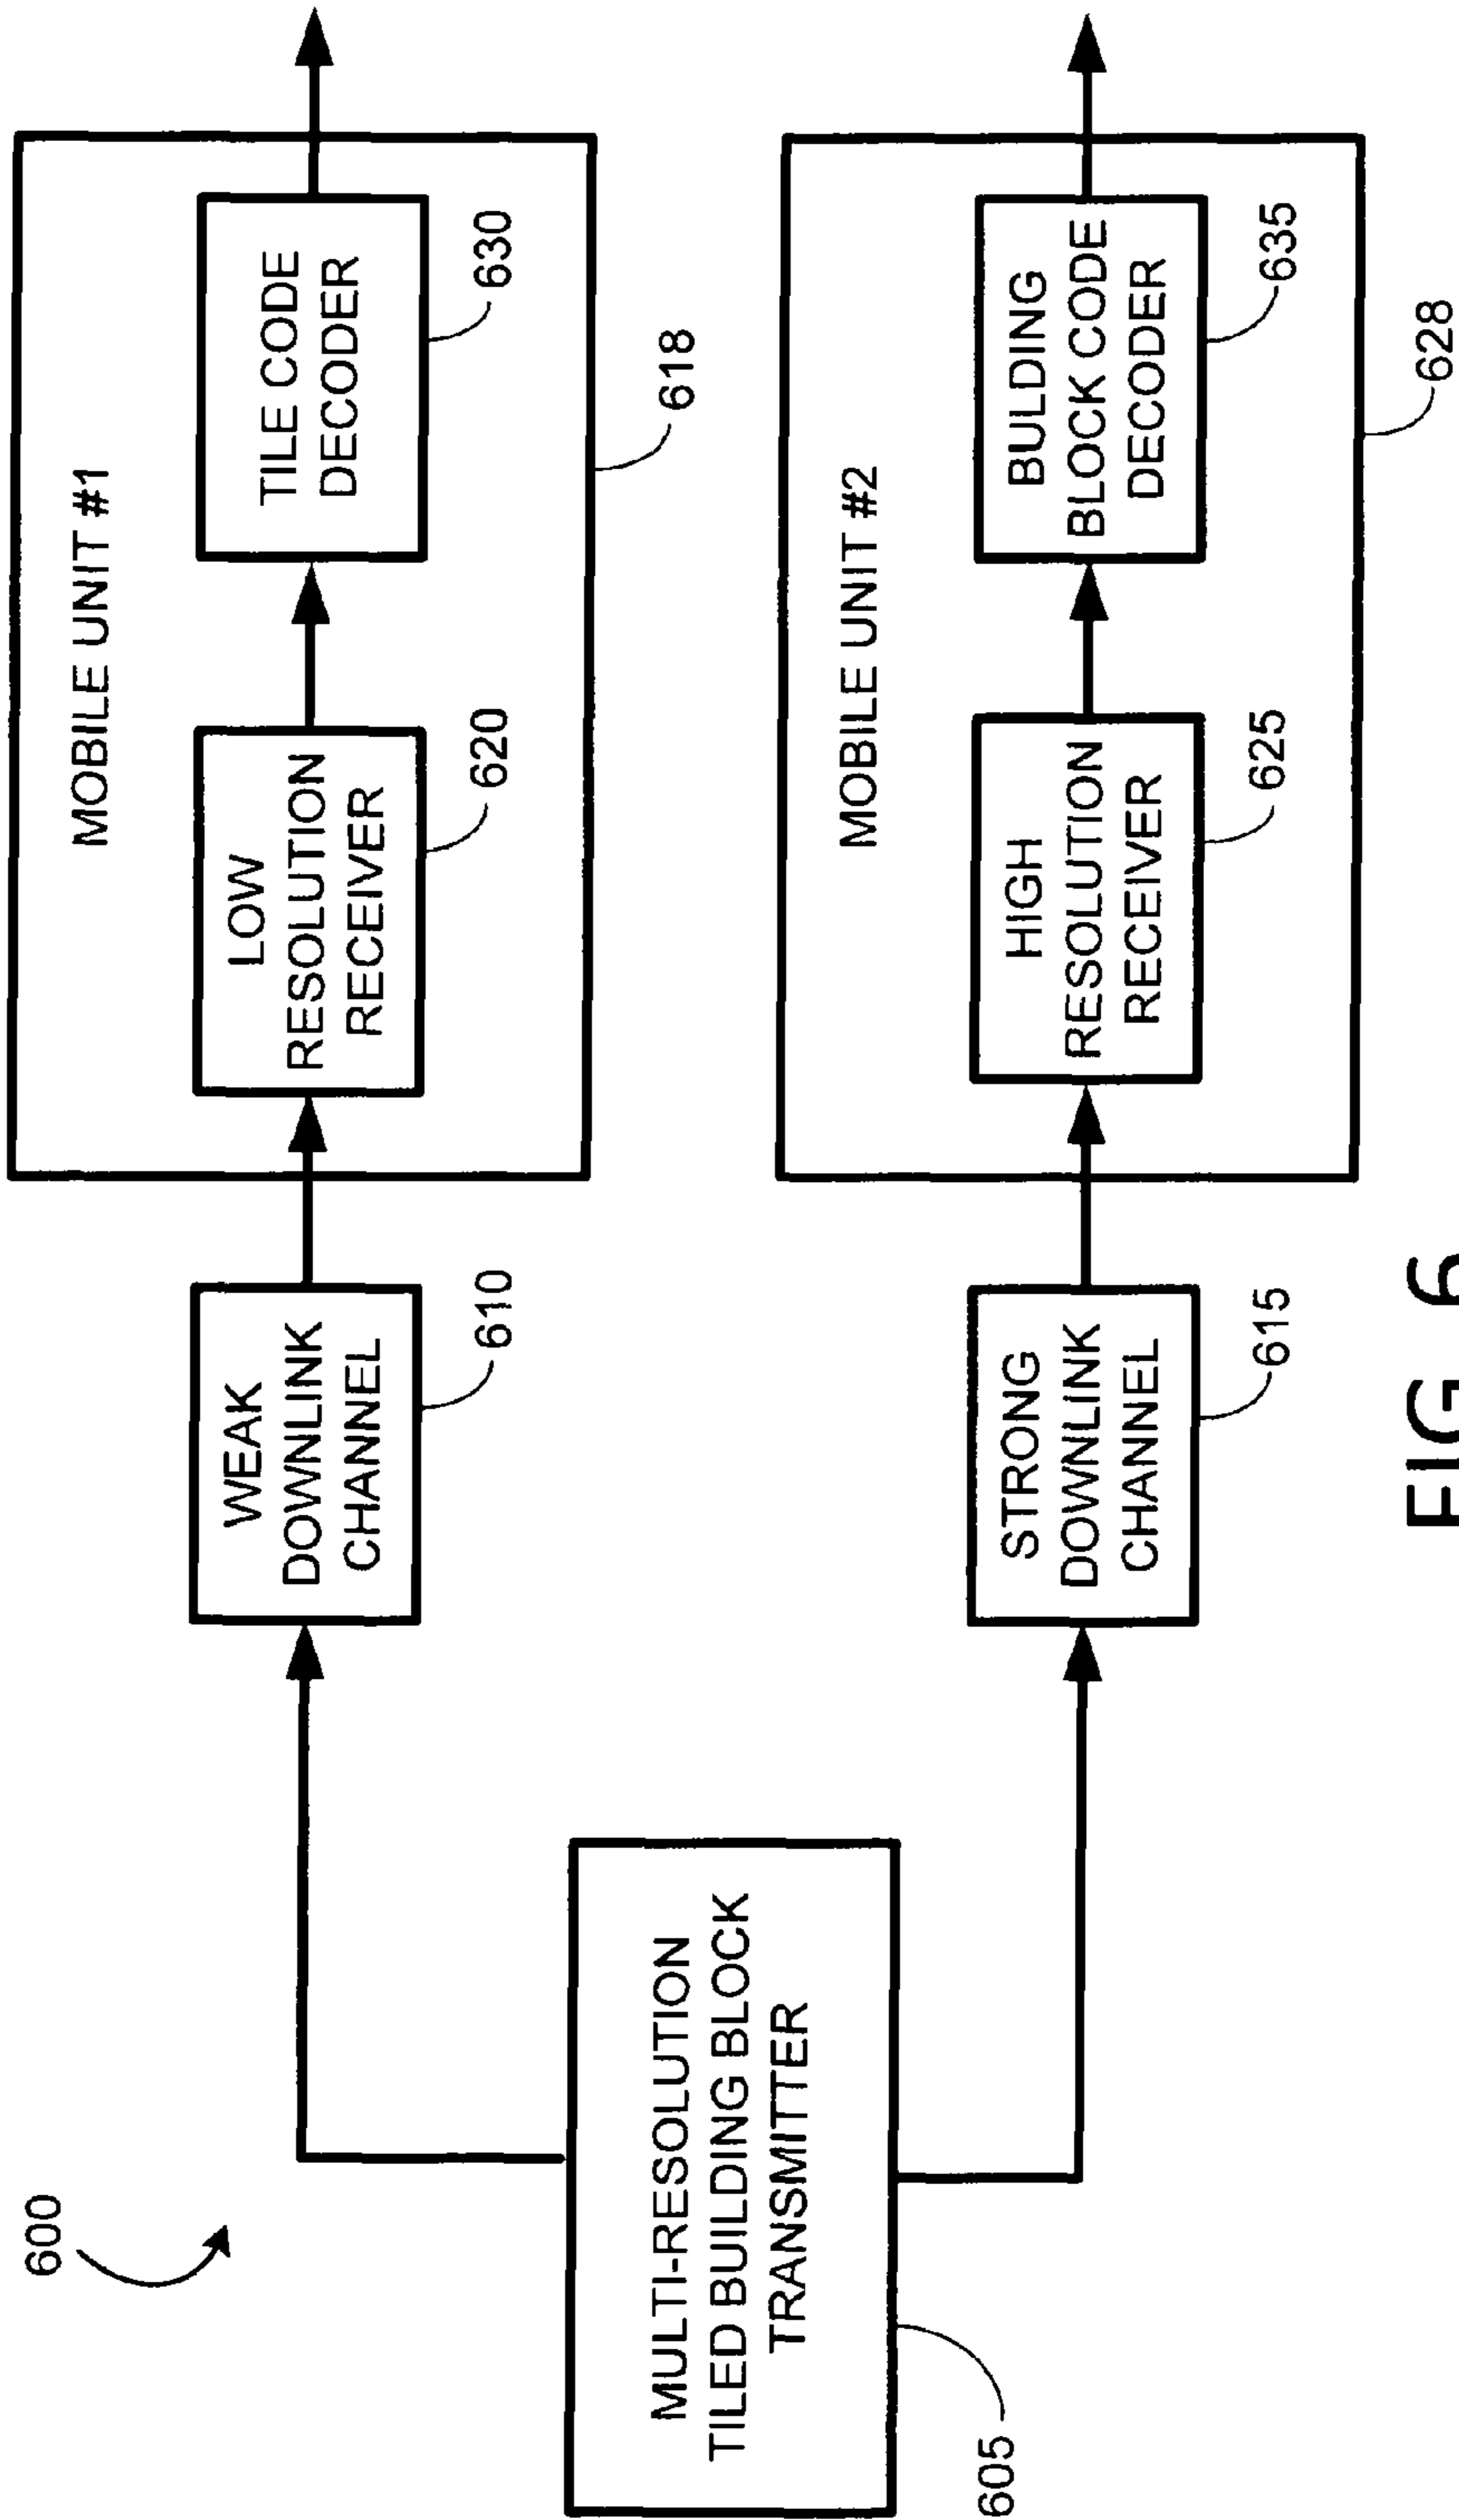 600
MULTI-RESOLUTION
TILED BUILDING BLOCK
TRANSMITTER
605
WEAK
DOWNLINK
CHANNEL
610
STRONG
DOWNLINK
CHANNEL
615
MOBILE UNIT #1
LOW
RESOLUTION
RECEIVER
620
TILE CODE
DECODER
630
618
MOBILE UNIT #2
HIGH
RESOLUTION
RECEIVER
625
BUILDING
BLOCK CODE
DECODER
635
628
FIG. 6